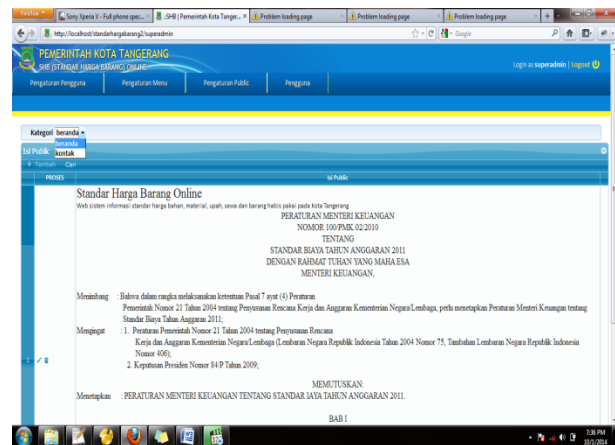 Firefox
Sony Xperia V - Full phone spec...
.:SHB | Pemerintah Kota Tanger...
Problem loading page
Problem loading page
Problem loading page
http://localhost/standarhargabarang2/superadmin
Google
PEMERINTAH KOTA TANGERANG
SHB (STANDAR HARGA BARANG) ONLINE
Login as superadmin | Logout
Pengaturan Pengguna Pengaturan Menu Pengaturan Public Pengguna
Kategori beranda
beranda
kontak
Isi Public
Tambah Cari
PROSES Isi Public
Standar Harga Barang Online
Web sistem informasi standar harga bahan, material, upah, sewa dan barang habis pakai pada Kota Tangerang
PERATURAN MENTERI KEUANGAN
NOMOR 100/PMK.02/2010
TENTANG
STANDAR BIAYA TAHUN ANGGARAN 2011
DENGAN RAHMAT TUHAN YANG MAHA ESA
MENTERI KEUANGAN,
Menimbang : Bahwa dalam rangka melaksanakan ketentuan Pasal 7 ayat (4) Peraturan
Pemerintah Nomor 21 Tahun 2004 tentang Penyusunan Rencana Kerja dan Anggaran Kementerian Negara/Lembaga, perlu menetapkan Peraturan Menteri Keuangan tentang
Standar Biaya Tahun Anggaran 2011;
Mengingat : 1. Peraturan Pemerintah Nomor 21 Tahun 2004 tentang Penyusunan Rencana
Kerja dan Anggaran Kementerian Negara/Lembaga (Lembaran Negara Republik Indonesia Tahun 2004 Nomor 75, Tambahan Lembaran Negara Republik Indonesia
Nomor 406);
2. Keputusan Presiden Nomor 84/P Tahun 2009;
MEMUTUSKAN:
Menetapkan : PERATURAN MENTERI KEUANGAN TENTANG STANDAR IAYA TAHUN ANGGARAN 2011.
BAB I
7:36 PM
10/1/2014